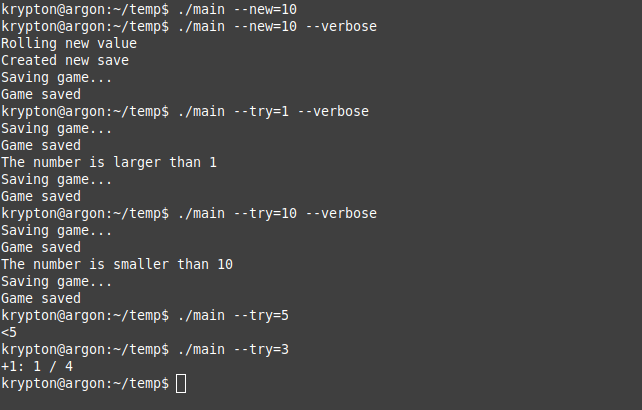 krypton@argon:~/temp$ ./main --new=10
krypton@argon:~/temp$ ./main --new=10 --verbose
Rolling new value
Created new save
Saving game...
Game saved
krypton@argon:~/temp$ ./main --try=1 --verbose
Saving game...
Game saved
The number is larger than 1
Saving game...
Game saved
krypton@argon:~/temp$ ./main --try=10 --verbose
Saving game...
Game saved
The number is smaller than 10
Saving game...
Game saved
krypton@argon:~/temp$ ./main --try=5
<5
krypton@argon:~/temp$ ./main --try=3
+1: 1 / 4
krypton@argon:~/temp$